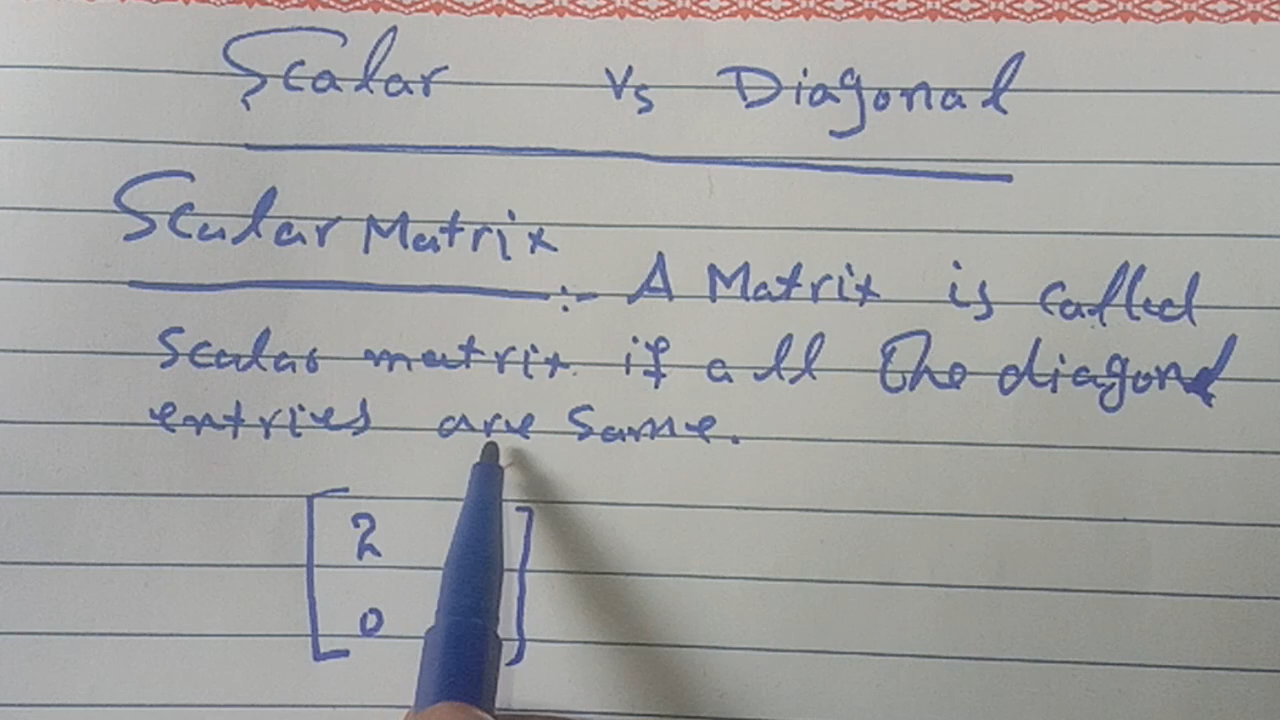 Scalar vs Diagonal
Scalar Matrix :- A Matrix is called
scalar matrix if all the diagonal
entries are same.
2
0